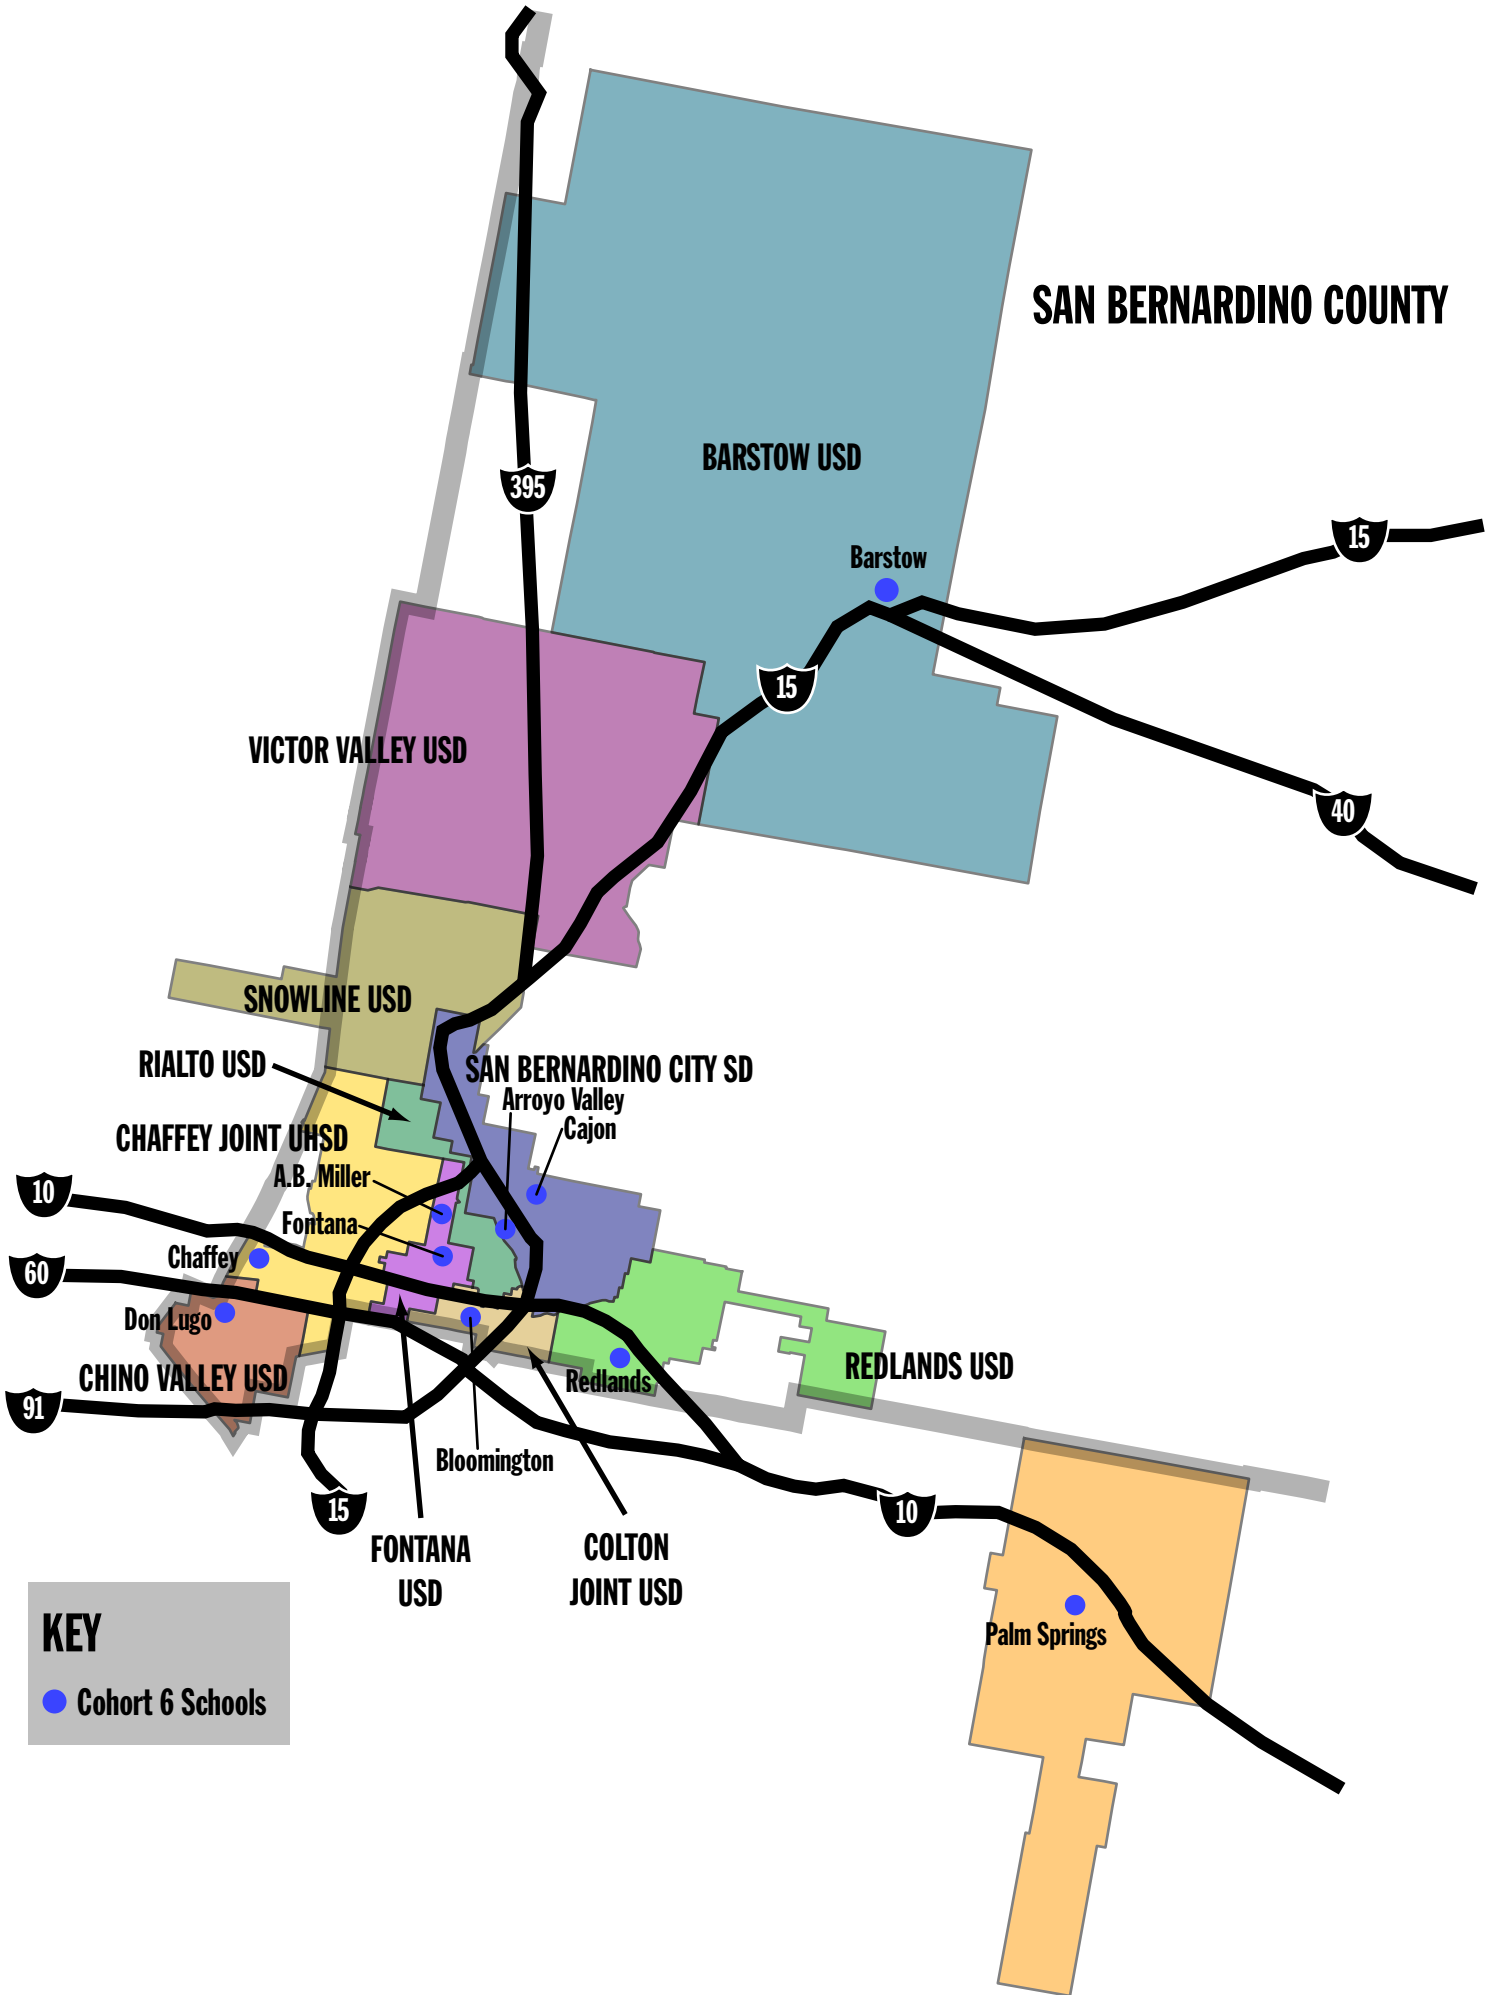 SAN BERNARDINO COUNTY
BARSTOW USD
395
Barstow
15
15
VICTOR VALLEY USD
40
SNOWLINE USD
RIALTO USD
SAN BERNARDINO CITY SD
Arroyo Valley
Cajon
CHAFFEY JOINT UHSD
A.B. Miller
10
Fontana
Chaffey
60
Don Lugo
CHINO VALLEY USD
REDLANDS USD
Redlands
91
Bloomington
15
10
FONTANA
USD
COLTON
JOINT USD
Palm Springs
KEY
Cohort 6 Schools